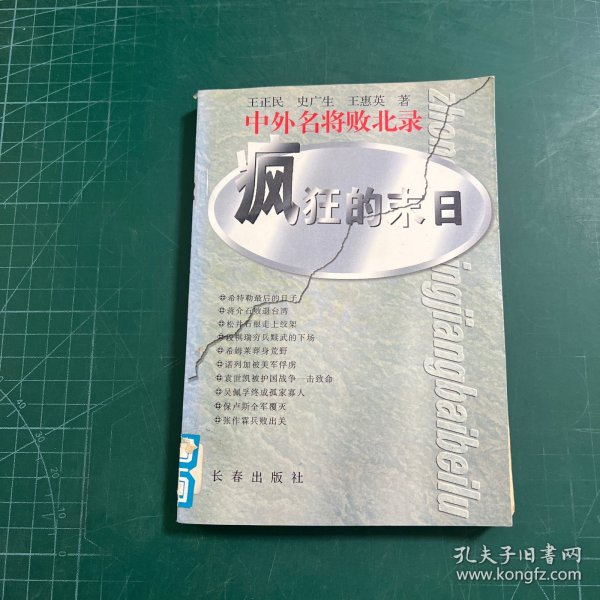 王正民 史广生 王惠英 著
中外名将败北录
疯狂的末日
希特勒最后的日子
蒋介石败退台湾
松井石根走上绞架
段祺瑞穷兵黩武的下场
希姆莱葬身荒野
诺列加被美军俘虏
袁世凯被护国战争一击致命
吴佩孚终成孤家寡人
保卢斯全军覆灭
张作霖兵败出关
长春出版社
孔夫子旧书网
www.kongfz.com